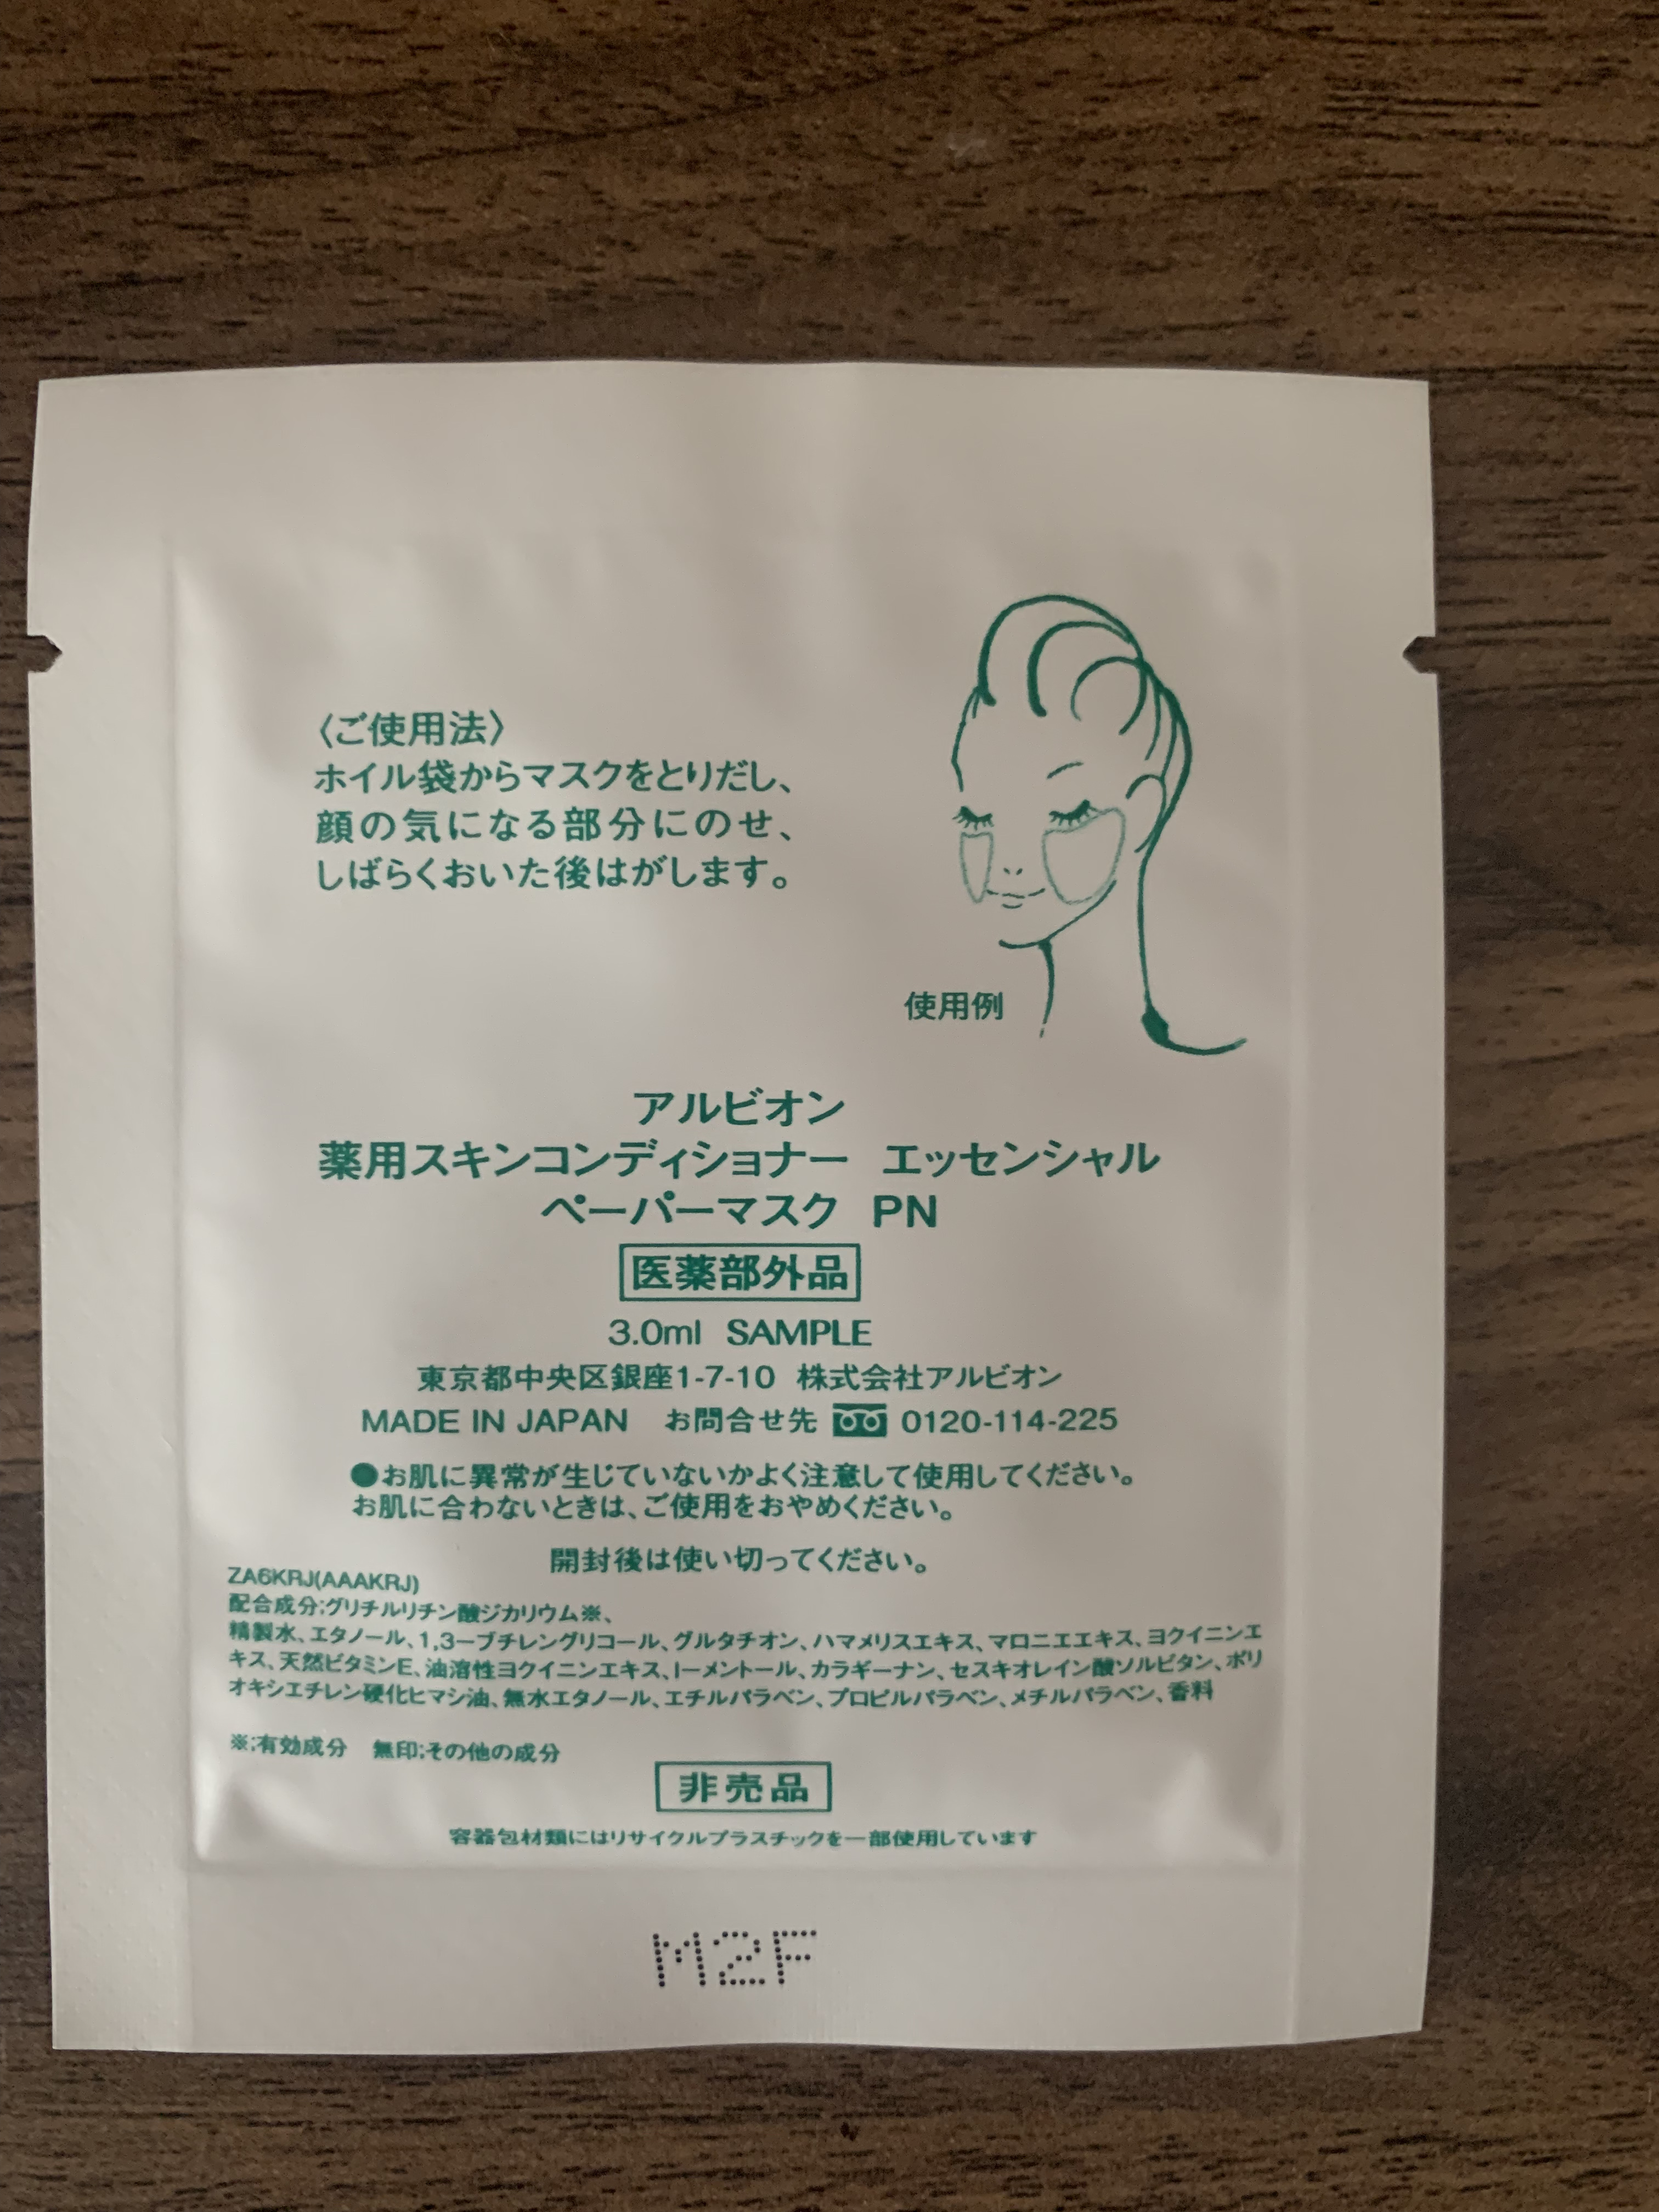 〈ご使用法〉
ホイル袋からマスクをとりだし、
顔の気になる部分にのせ、
しばらくおいた後はがします。
使用例
アルビオン
薬用スキンコンディショナー エッセンシャル
ペーパーマスク PN
医薬部外品
3.0ml SAMPLE
東京都中央区銀座1-7-10 株式会社アルビオン
MADE IN JAPAN お問合せ先 0120-114-225
●お肌に異常が生じていないかよく注意して使用してください。
お肌に合わないときは、ご使用をおやめください。
開封後は使い切ってください。
ZA6KRJ(AAAKRJ)
配合成分;グリチルリチン酸ジカリウム※、
精製水、エタノール、1,3ーブチレングリコール、グルタチオン、ハマメリスエキス、マロニエエキス、ヨクイニンエ
キス、天然ビタミンE、油溶性ヨクイニンエキス、lーメントール、カラギーナン、セスキオレイン酸ソルビタン、ポリ
オキシエチレン硬化ヒマシ油、無水エタノール、エチルパラベン、プロピルパラベン、メチルパラベン、香料
※;有効成分 無印;その他の成分
非売品
容器包材類にはリサイクルプラスチックを一部使用しています
M2F